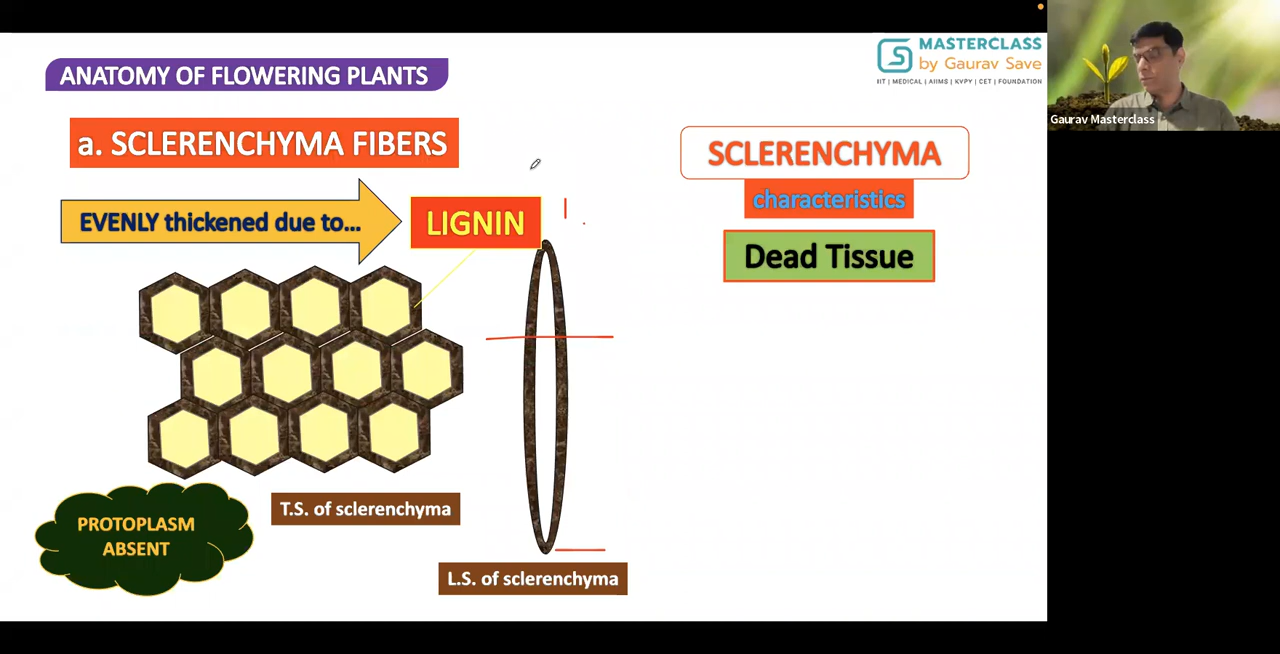 MASTERCLASS
by Gaurav Save
IIT | MEDICAL | AIIMS | KVPY | CET | FOUNDATION
ANATOMY OF FLOWERING PLANTS
Gaurav Masterclass
a. SCLERENCHYMA FIBERS
SCLERENCHYMA
characteristics
EVENLY thickened due to...
LIGNIN
Dead Tissue
T.S. of sclerenchyma
PROTOPLASM
ABSENT
L.S. of sclerenchyma